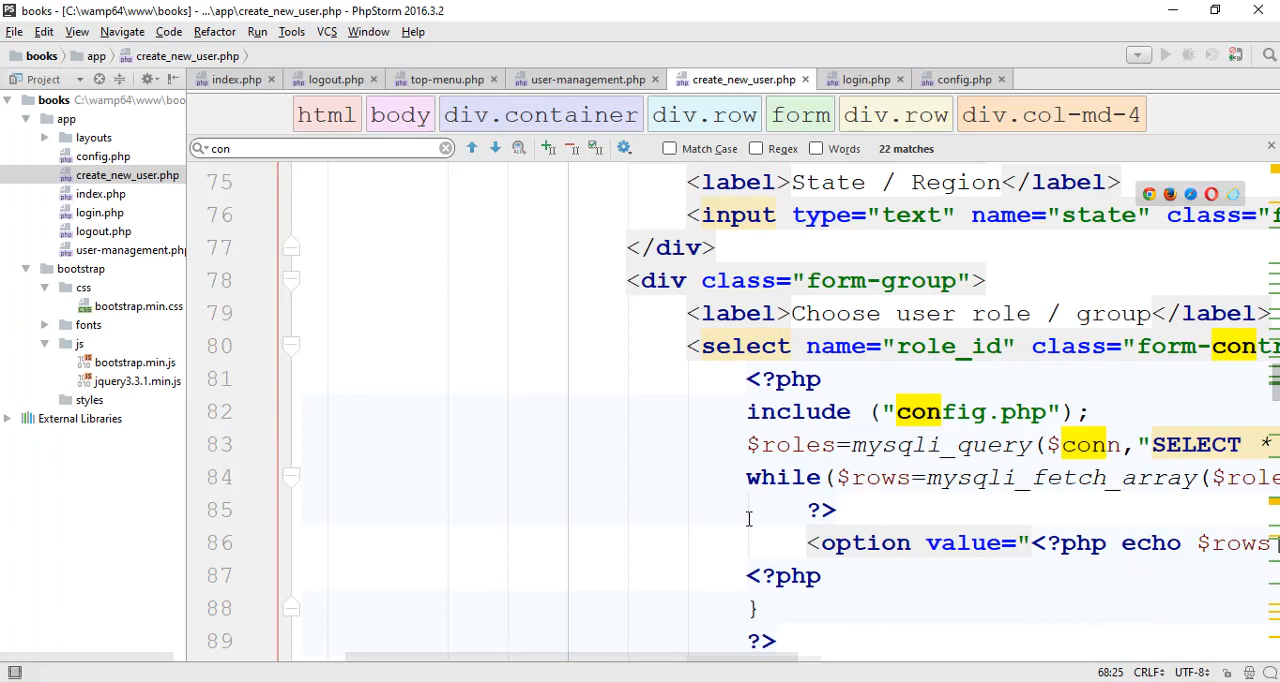 PS books - [C:\wamp64\www\books] - ...\app\create_new_user.php - PhpStorm 2016.3.2
File Edit View Navigate Code Refactor Run Tools VCS Window Help
books app create_new_user.php
Project index.php logout.php top-menu.php user-management.php create_new_user.php login.php config.php
books C:\wamp64\www\boo
app
layouts
config.php
create_new_user.php
index.php
login.php
logout.php
user-management.php
bootstrap
css
bootstrap.min.css
fonts
js
bootstrap.min.js
jquery3.3.1.min.js
styles
External Libraries
html body div.container div.row form div.row div.col-md-4
con Match Case Regex Words 22 matches
75 <label>State / Region</label>
76 <input type="text" name="state" class="f
77 </div>
78 <div class="form-group">
79 <label>Choose user role / group</label>
80 <select name="role_id" class="form-contr
81 <?php
82 include ("config.php");
83 $roles=mysqli_query($conn,"SELECT *
84 while($rows=mysqli_fetch_array($role
85 ?>
86 <option value="<?php echo $rows
87 <?php
88 }
89 ?>
68:25 CRLF UTF-8